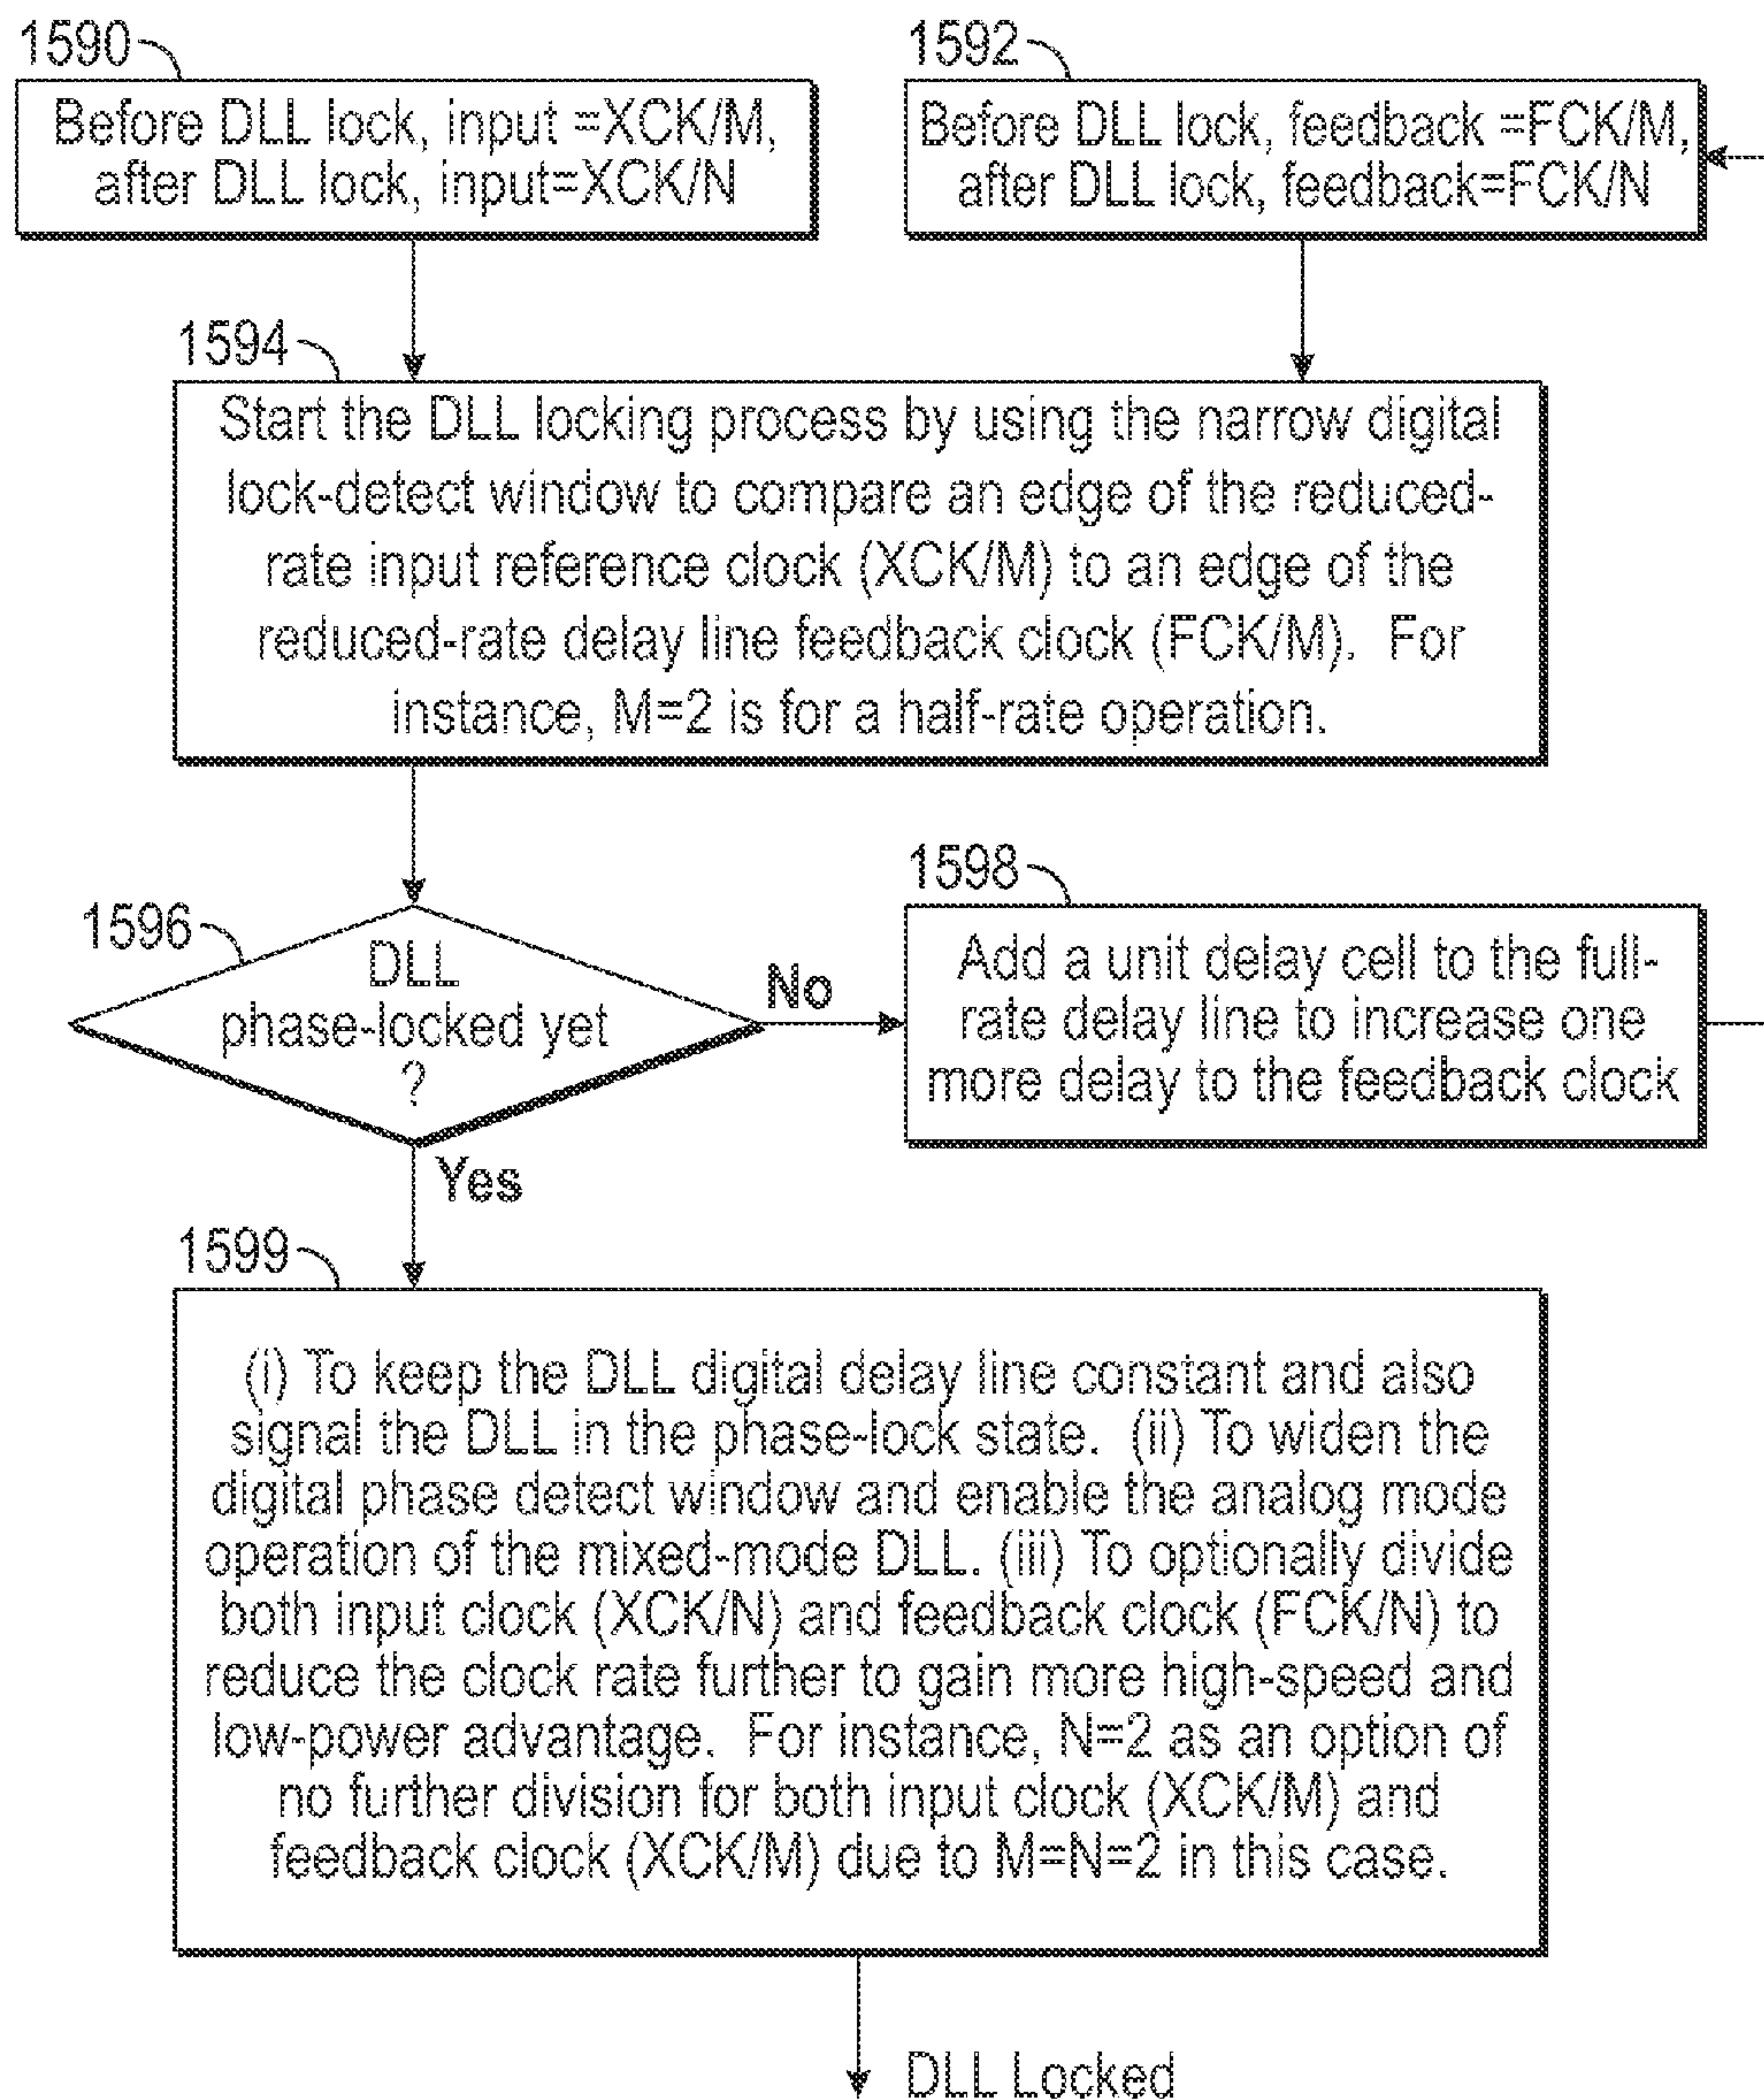 1590
Before DLL lock, input =XCK/M,
after DLL lock, input=XCK/N
1592
Before DLL lock, feedback =FCK/M,
after DLL lock, feedback=FCK/N
1594
Start the DLL locking process by using the narrow digital
lock-detect window to compare an edge of the reduced-
rate input reference clock (XCK/M) to an edge of the
reduced-rate delay line feedback clock (FCK/M). For
instance, M=2 is for a half-rate operation.
1596
DLL
phase-locked yet
?
No
Yes
1598
Add a unit delay cell to the full-
rate delay line to increase one
more delay to the feedback clock
1599
(i) To keep the DLL digital delay line constant and also
signal the DLL in the phase-lock state. (ii) To widen the
digital phase detect window and enable the analog mode
operation of the mixed-mode DLL. (iii) To optionally divide
both input clock (XCK/N) and feedback clock (FCK/N) to
reduce the clock rate further to gain more high-speed and
low-power advantage. For instance, N=2 as an option of
no further division for both input clock (XCK/M) and
feedback clock (XCK/M) due to M=N=2 in this case.
DLL Locked